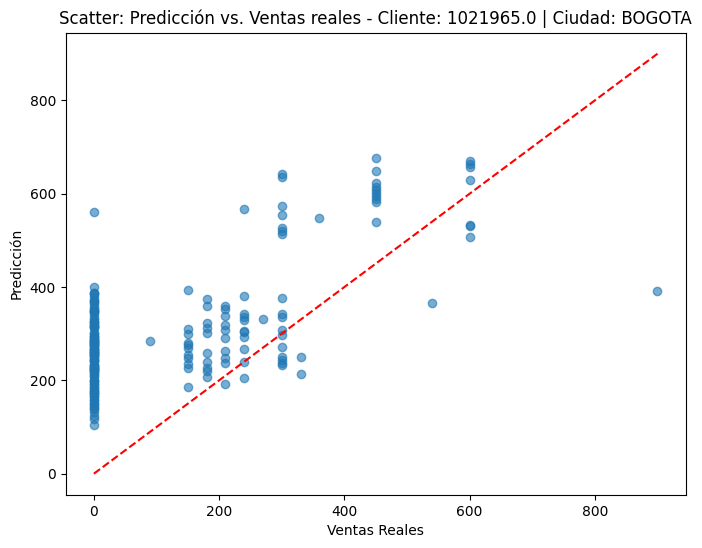 Scatter: Predicción vs. Ventas reales - Cliente: 1021965.0 | Ciudad: BOGOTA
Predicción
800
600
400
200
0
0 200 400 600 800
Ventas Reales